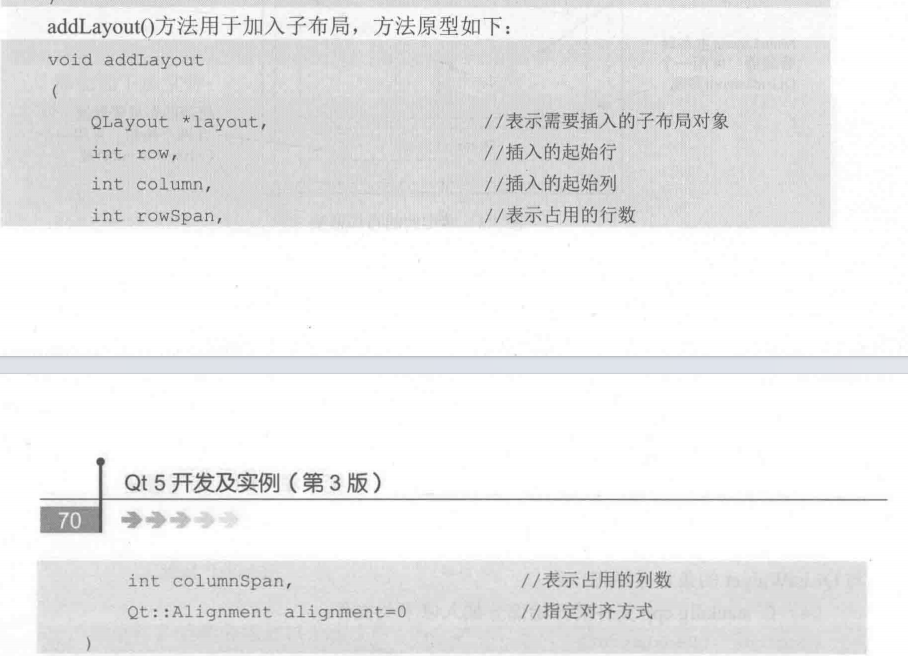 addLayout()方法用于加入子布局，方法原型如下：
void addLayout
(
QLayout *layout, //表示需要插入的子布局对象
int row, //插入的起始行
int column, //插入的起始列
int rowSpan, //表示占用的行数
Qt 5 开发及实例（第 3 版）
70
int columnSpan, //表示占用的列数
Qt::Alignment alignment=0 //指定对齐方式
)